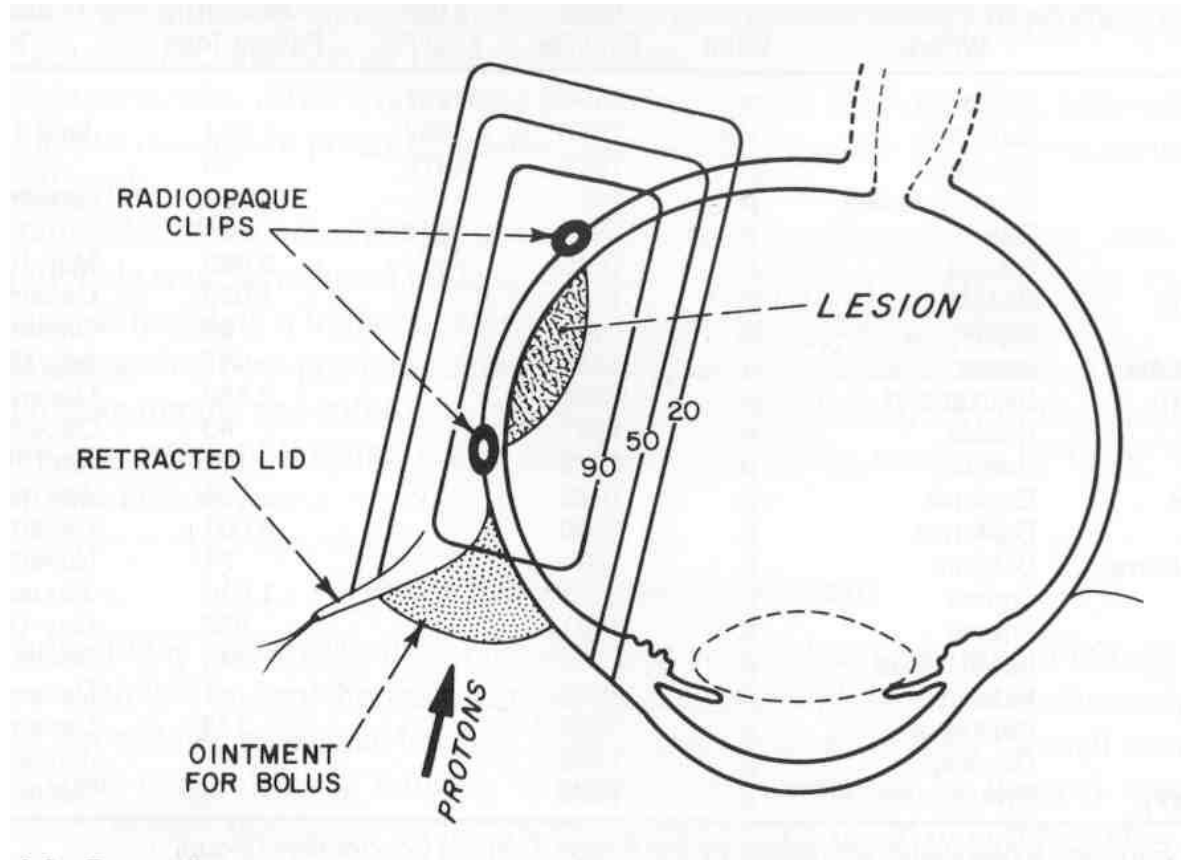 RADIOOPAQUE
CLIPS
LESION
20
50
90
RETRACTED LID
OINTMENT
FOR BOLUS
PROTONS